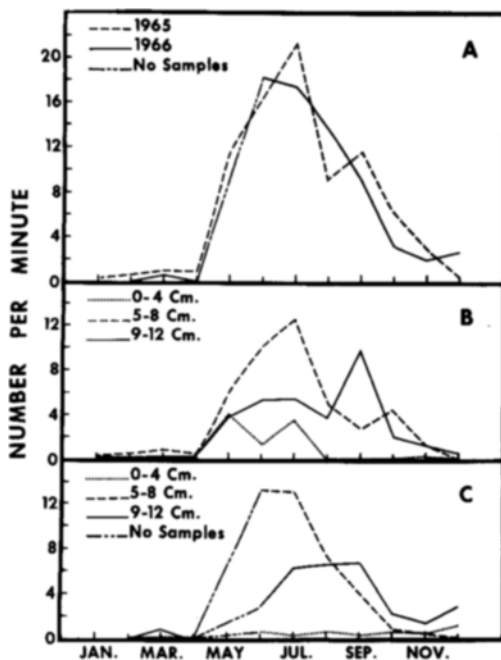 1965
1966
No Samples
A
20
16
12
8
4
0
NUMBER PER MINUTE
0-4 Cm.
5-8 Cm.
9-12 Cm.
B
12
8
4
0
0-4 Cm.
5-8 Cm.
9-12 Cm.
No Samples
C
12
8
4
0
JAN. MAR. MAY JUL. SEP. NOV.